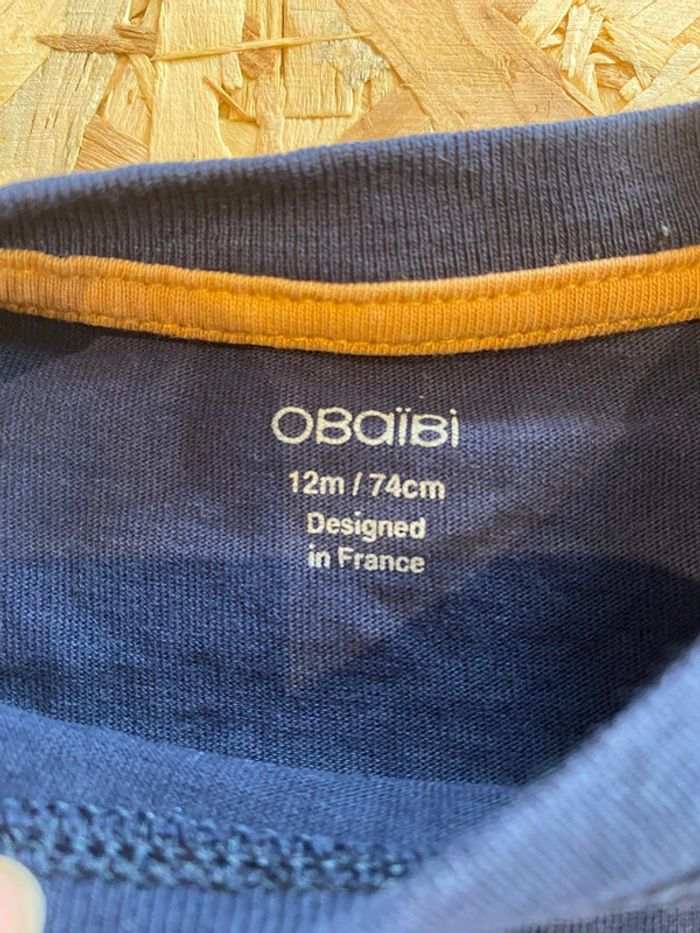 OBaïBi
12m / 74cm
Designed
in France